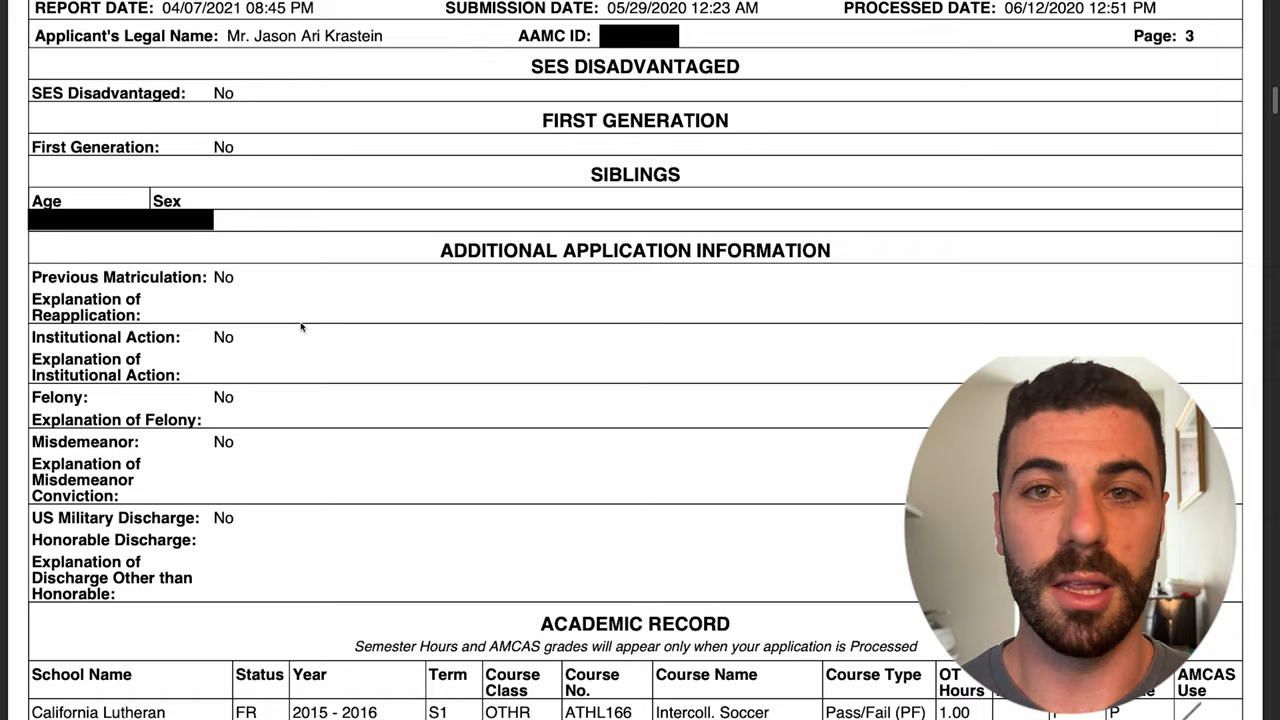 REPORT DATE: 04/07/2021 08:45 PM SUBMISSION DATE: 05/29/2020 12:23 AM PROCESSED DATE: 06/12/2020 12:51 PM
Applicant's Legal Name: Mr. Jason Ari Krastein AAMC ID: Page: 3
SES DISADVANTAGED
SES Disadvantaged: No
FIRST GENERATION
First Generation: No
SIBLINGS
Age Sex
ADDITIONAL APPLICATION INFORMATION
Previous Matriculation: No
Explanation of
Reapplication:
Institutional Action: No
Explanation of
Institutional Action:
Felony: No
Explanation of Felony:
Misdemeanor: No
Explanation of
Misdemeanor
Conviction:
US Military Discharge: No
Honorable Discharge:
Explanation of
Discharge Other than
Honorable:
ACADEMIC RECORD
Semester Hours and AMCAS grades will appear only when your application is Processed
School Name Status Year Term Course Class Course No. Course Name Course Type OT Hours AMCAS Use
California Lutheran FR 2015 - 2016 S1 OTHR ATHL166 Intercoll. Soccer Pass/Fail (PF) 1.00 P